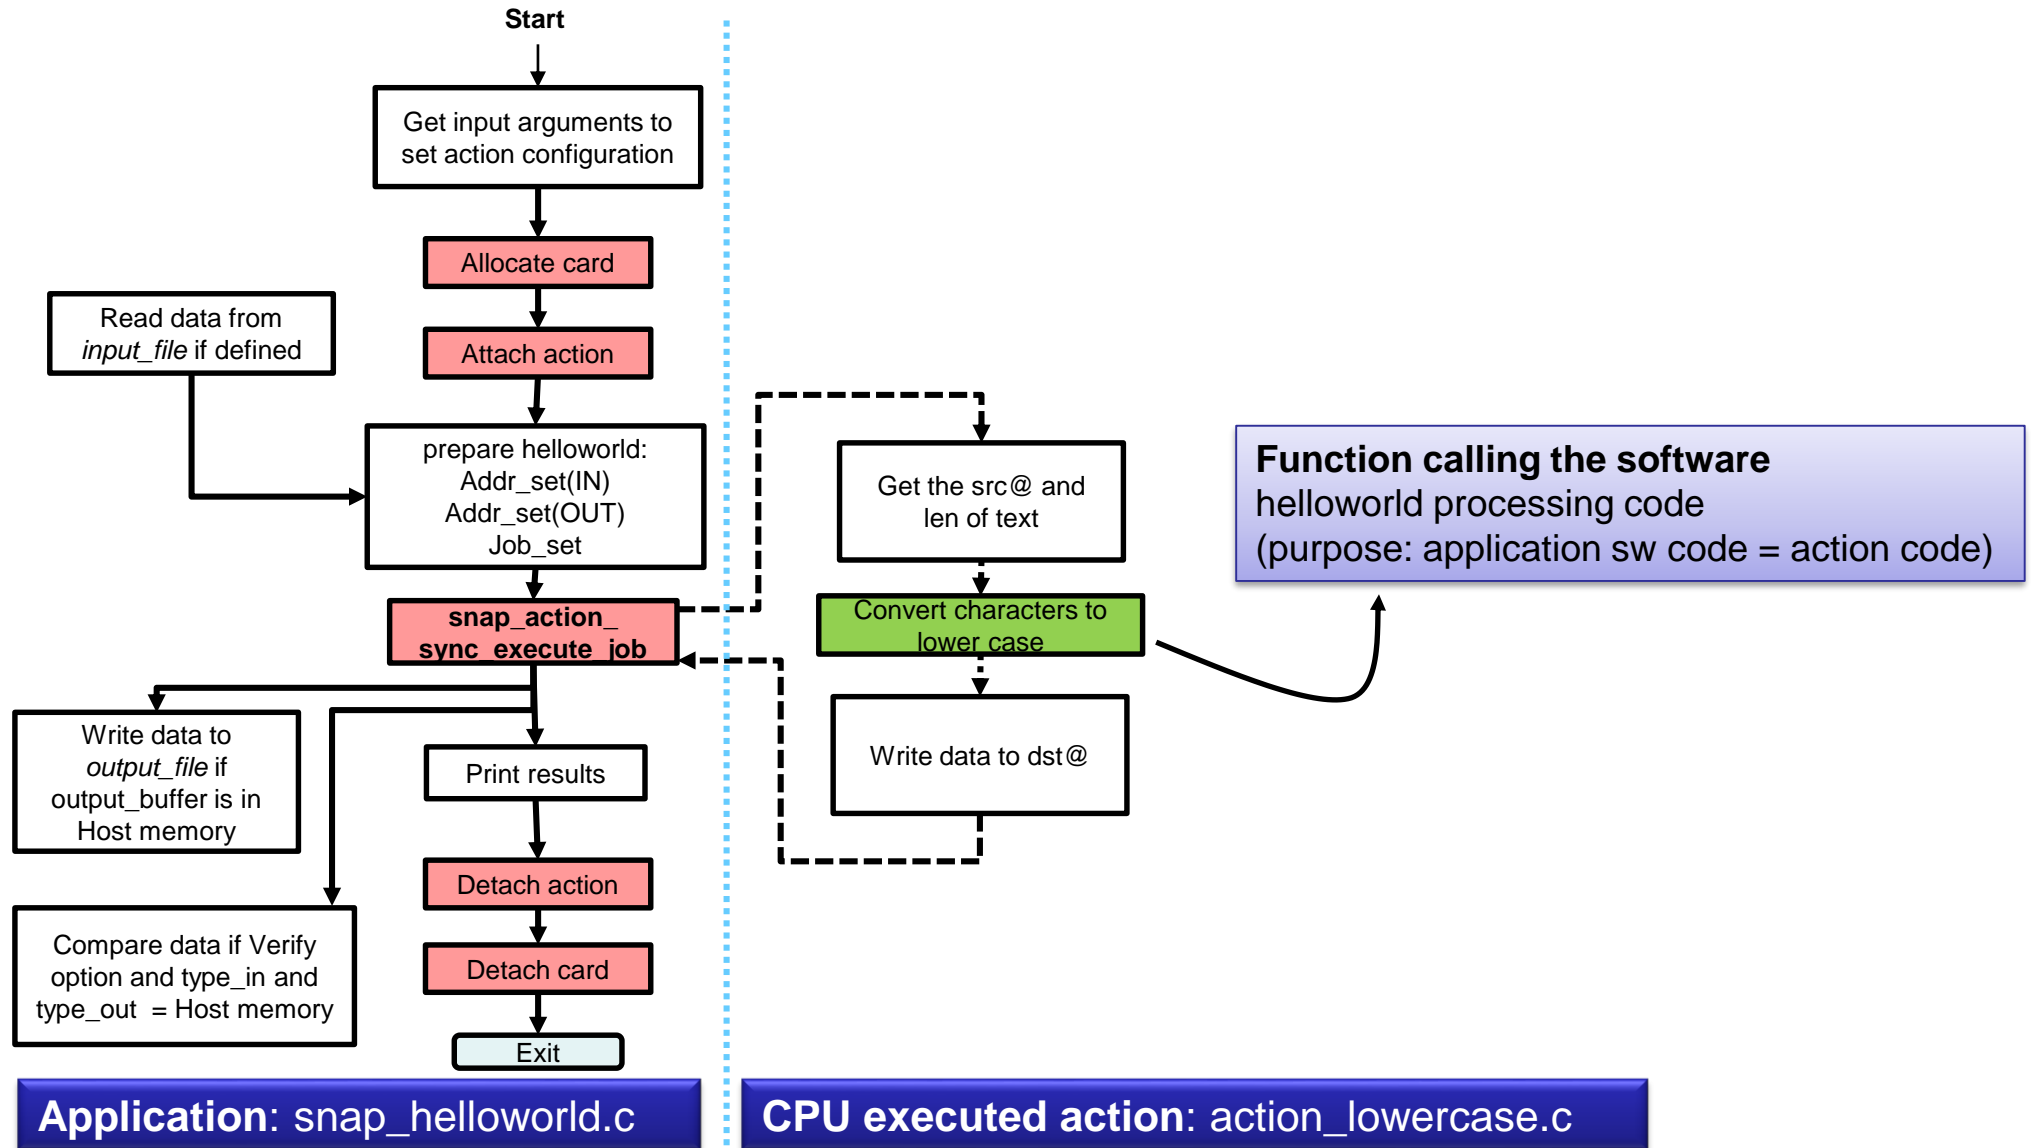 Start
Get input arguments to
set action configuration
Allocate card
Read data from
input_file if defined
Attach action
prepare helloworld:
Addr_set(IN)
Addr_set(OUT)
Job_set
snap_action_
sync_execute_job
Write data to
output_file if
output_buffer is in
Host memory
Print results
Detach action
Compare data if Verify
option and type_in and
type_out  = Host memory
Detach card
Exit
Application: snap_helloworld.c
Get the src@ and
len of text
Convert characters to
lower case
Write data to dst@
Function calling the software
helloworld processing code
(purpose: application sw code = action code)
CPU executed action: action_lowercase.c